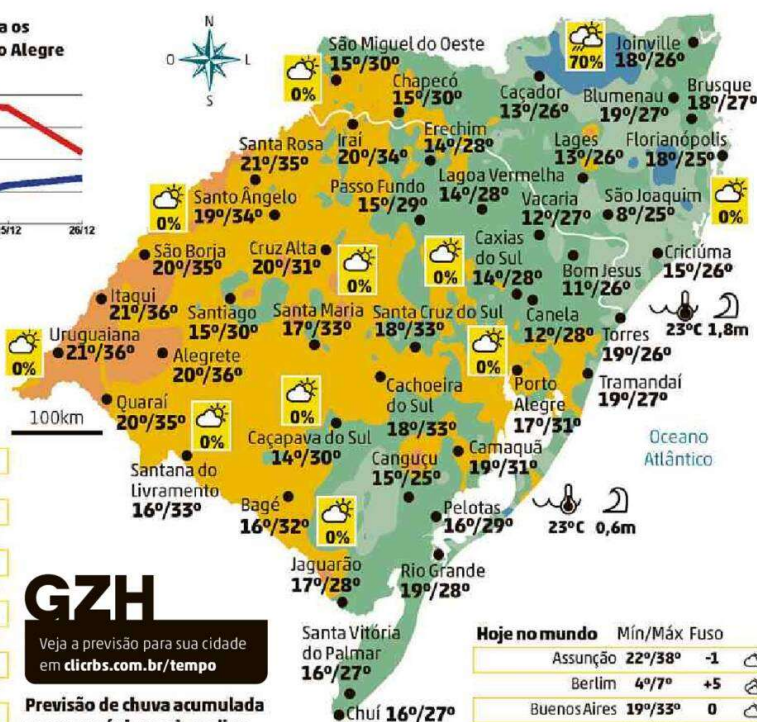 a os
o Alegre
5/12
26/12
N
O
L
S
São Miguel do Oeste
15º/30º
0%
Chapecó
15º/30º
70%
Joinville
18º/26º
Caçador
13º/26º
Blumenau
19º/27º
Brusque
18º/27º
Santa Rosa
21º/35º
Iraí
20º/34º
Erechim
14º/28º
Lages
13º/26º
Florianópolis
18º/25º
0%
Santo Ângelo
19º/34º
Passo Fundo
15º/29º
Lagoa Vermelha
14º/28º
Vacaria
12º/27º
São Joaquim
8º/25º
0%
São Borja
20º/35º
Cruz Alta
20º/31º
0%
0%
Caxias
do Sul
14º/28º
Bom Jesus
11º/26º
Criciúma
15º/26º
Itaqui
21º/36º
Santiago
15º/30º
Santa Maria
17º/33º
Santa Cruz do Sul
18º/33º
Canela
12º/28º
23ºC 1,8m
Torres
19º/26º
0%
Uruguaiana
21º/36º
Alegrete
20º/36º
0%
Cachoeira
do Sul
18º/33º
Porto
Alegre
17º/31º
Tramandaí
19º/27º
Quaraí
20º/35º
100km
0%
0%
Caçapava do Sul
14º/30º
Camaquã
19º/31º
Oceano
Atlântico
Santana do
Livramento
16º/33º
Canguçu
15º/25º
Bagé
16º/32º
0%
Pelotas
16º/29º
23ºC 0,6m
Jaguarão
17º/28º
Rio Grande
19º/28º
GZH
Veja a previsão para sua cidade
em clicrbs.com.br/tempo
Santa Vitória
do Palmar
16º/27º
Chuí 16º/27º
Previsão de chuva acumulada
Hoje no mundo Mín/Máx Fuso
Assunção 22º/38º -1
Berlim 4º/7º +5
Buenos Aires 19º/33º 0